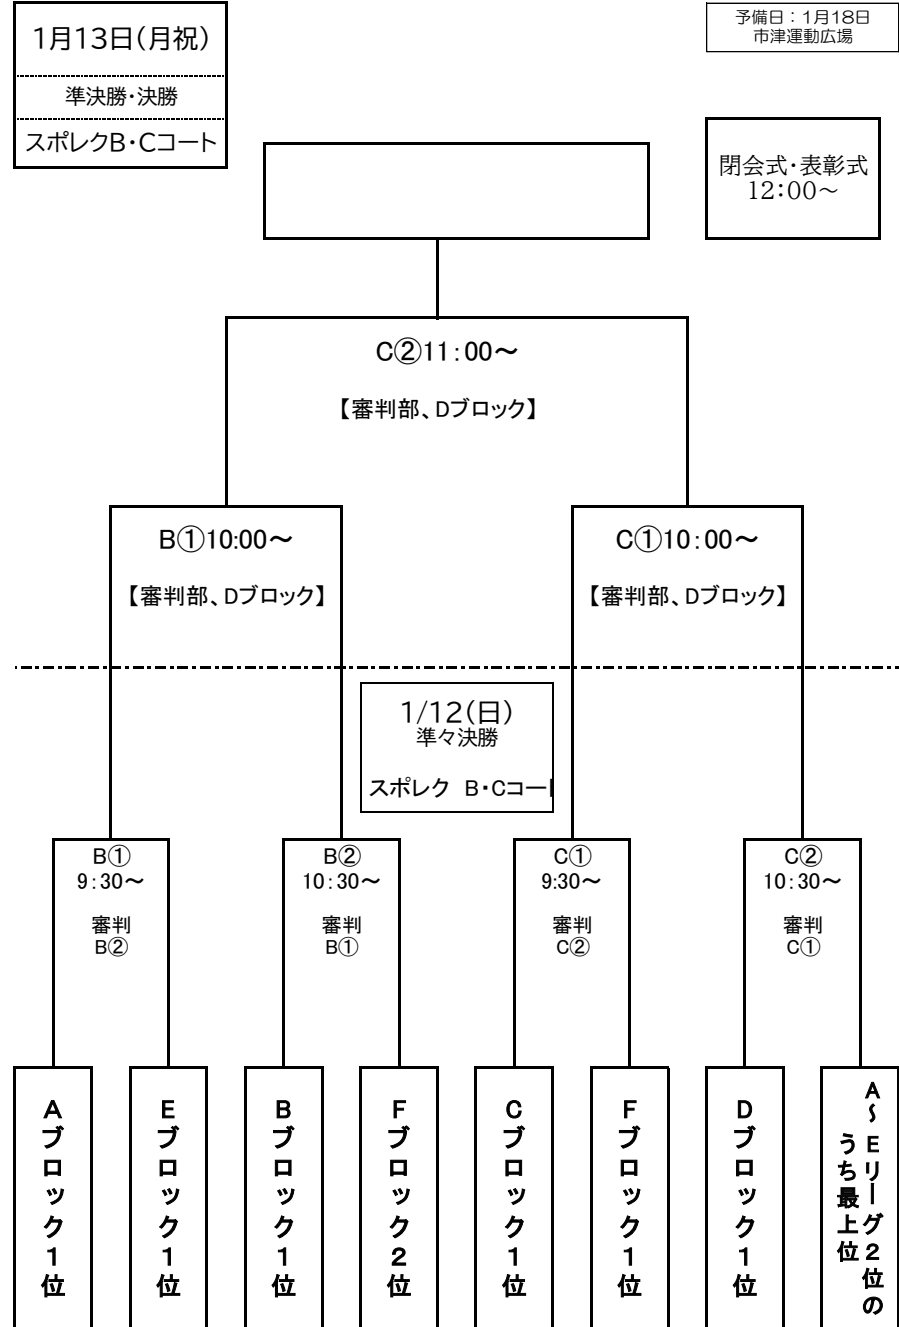 1月13日(月祝)
準決勝・決勝
スポレクB・Cコート
予備日：1月18日
市津運動広場
閉会式・表彰式
12:00～
C②11：00～
【審判部、Dブロック】
B①10:00～
【審判部、Dブロック】
C①10：00～
【審判部、Dブロック】
1/12(日)
準々決勝
スポレク　B・Cコート
B①
9：30～
審判
B②
B②
10：30～
審判
B①
C①
9:30～
審判
C②
C②
10：30～
審判
C①
Aブロック1位
Eブロック1位
Bブロック1位
Fブロック2位
Cブロック1位
Fブロック1位
Dブロック1位
A～Eリーグ2位の
うち最上位